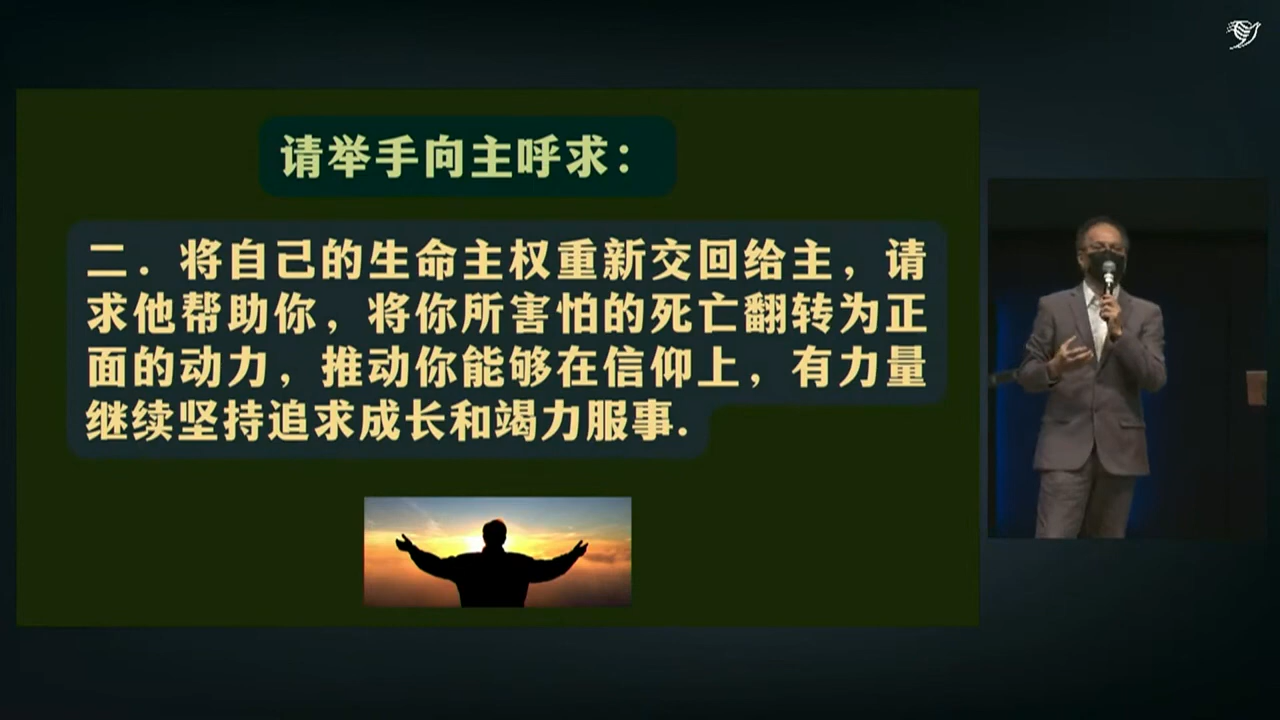 请举手向主呼求：
二．将自己的生命主权重新交回给主，请
求他帮助你，将你所害怕的死亡翻转为正
面的动力，推动你能够在信仰上，有力量
继续坚持追求成长和竭力服事.